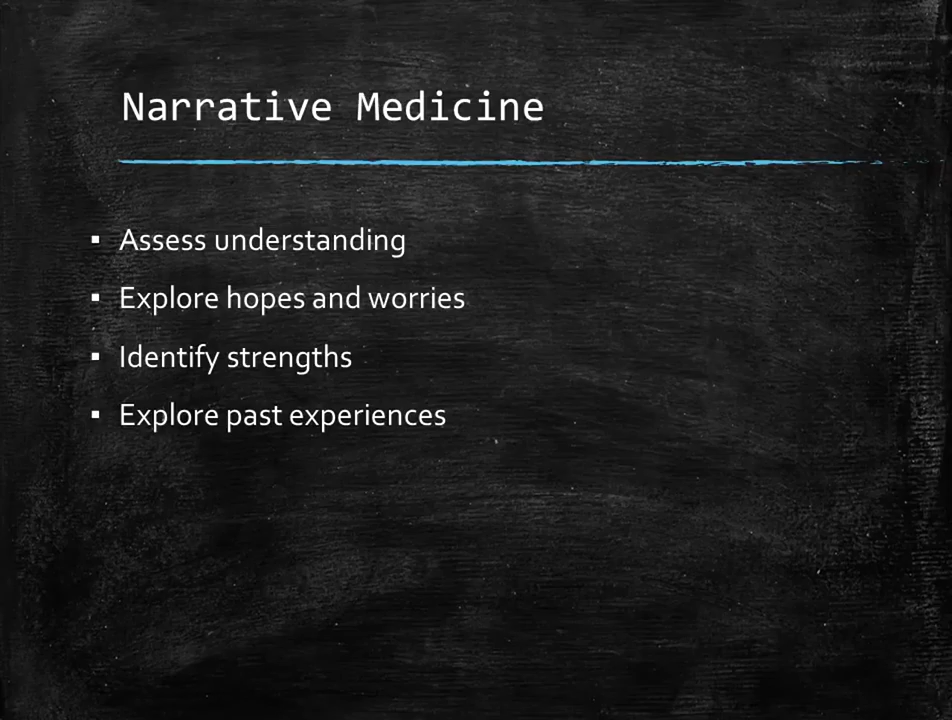 Narrative Medicine
▪ Assess understanding
▪ Explore hopes and worries
▪ Identify strengths
▪ Explore past experiences